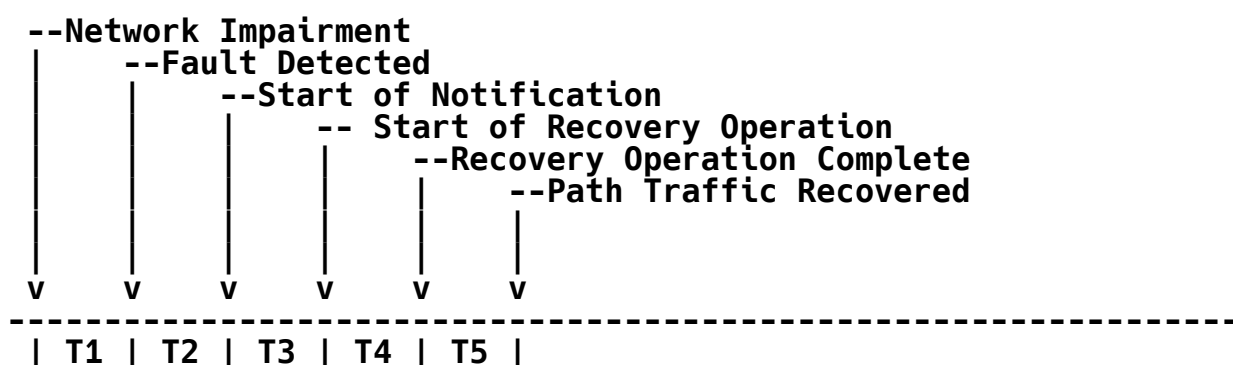 --Network Impairment
|    --Fault Detected
|    |    --Start of Notification
|    |    |    -- Start of Recovery Operation
|    |    |    |    --Recovery Operation Complete
|    |    |    |    |    --Path Traffic Recovered
|    |    |    |    |    |
|    |    |    |    |    |
v    v    v    v    v    v
----------------------------------------------------------------
| T1 | T2 | T3 | T4 | T5 |